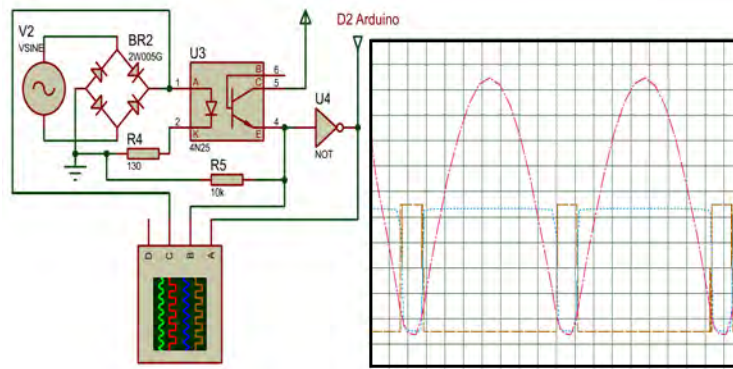 D2 Arduino
V2
VSINE
BR2
2W005G
U3
1
A
B
6
C
5
U4
2
K
E
4
R4
130
4N25
NOT
R5
10k
D
C
B
A